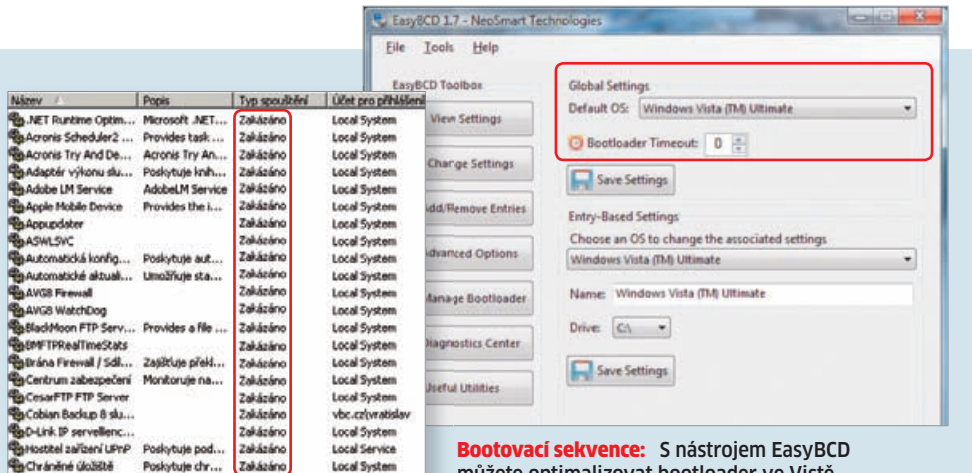 EasyBCD 1.7 - NeoSmart Technologies
File Tools Help
EasyBCD Toolbox
View Settings
Change Settings
Add/Remove Entries
Advanced Options
Manage Bootloader
Diagnostics Center
Useful Utilities
Global Settings
Default OS: Windows Vista (TM) Ultimate
Bootloader Timeout: 0
Save Settings
Entry-Based Settings
Choose an OS to change the associated settings
Windows Vista (TM) Ultimate
Name: Windows Vista (TM) Ultimate
Drive: C:\
Save Settings
Název Popis Typ spouštění Účet pro přihlášení
.NET Runtime Optim... Microsoft .NET... Zakázáno Local System
Acronis Scheduler2 ... Provides task ... Zakázáno Local System
Acronis Try And De... Acronis Try An... Zakázáno Local System
Adaptér výkonu slu... Poskytuje knih... Zakázáno Local System
Adobe LM Service AdobeLM Service Zakázáno Local System
Apple Mobile Device Provides the i... Zakázáno Local System
Appupdater Zakázáno Local System
ASWLSVC Zakázáno Local System
Automatická konfig... Poskytuje aut... Zakázáno Local System
Automatické aktuali... Umožňuje sta... Zakázáno Local System
AVG8 Firewall Zakázáno Local System
AVG8 WatchDog Zakázáno Local System
BlackMoon FTP Serv... Provides a file ... Zakázáno Local System
BMFTPRealTimeStats Zakázáno Local System
Brána Firewall / Sdíl... Zajišťuje překl... Zakázáno Local System
Centrum zabezpečení Monitoruje na... Zakázáno Local System
CesarFTP FTP Server Zakázáno Local System
Cobian Backup 8 slu... Zakázáno vbc.cz\vratislav
D-Link IP servellienc... Zakázáno Local System
Hostitel zařízení UPnP Poskytuje pod... Zakázáno Local Service
Chráněné úložiště Poskytuje chr... Zakázáno Local System
Bootovací sekvence: S nástrojem EasyBCD
můžete optimalizovat bootloader ve Vistě